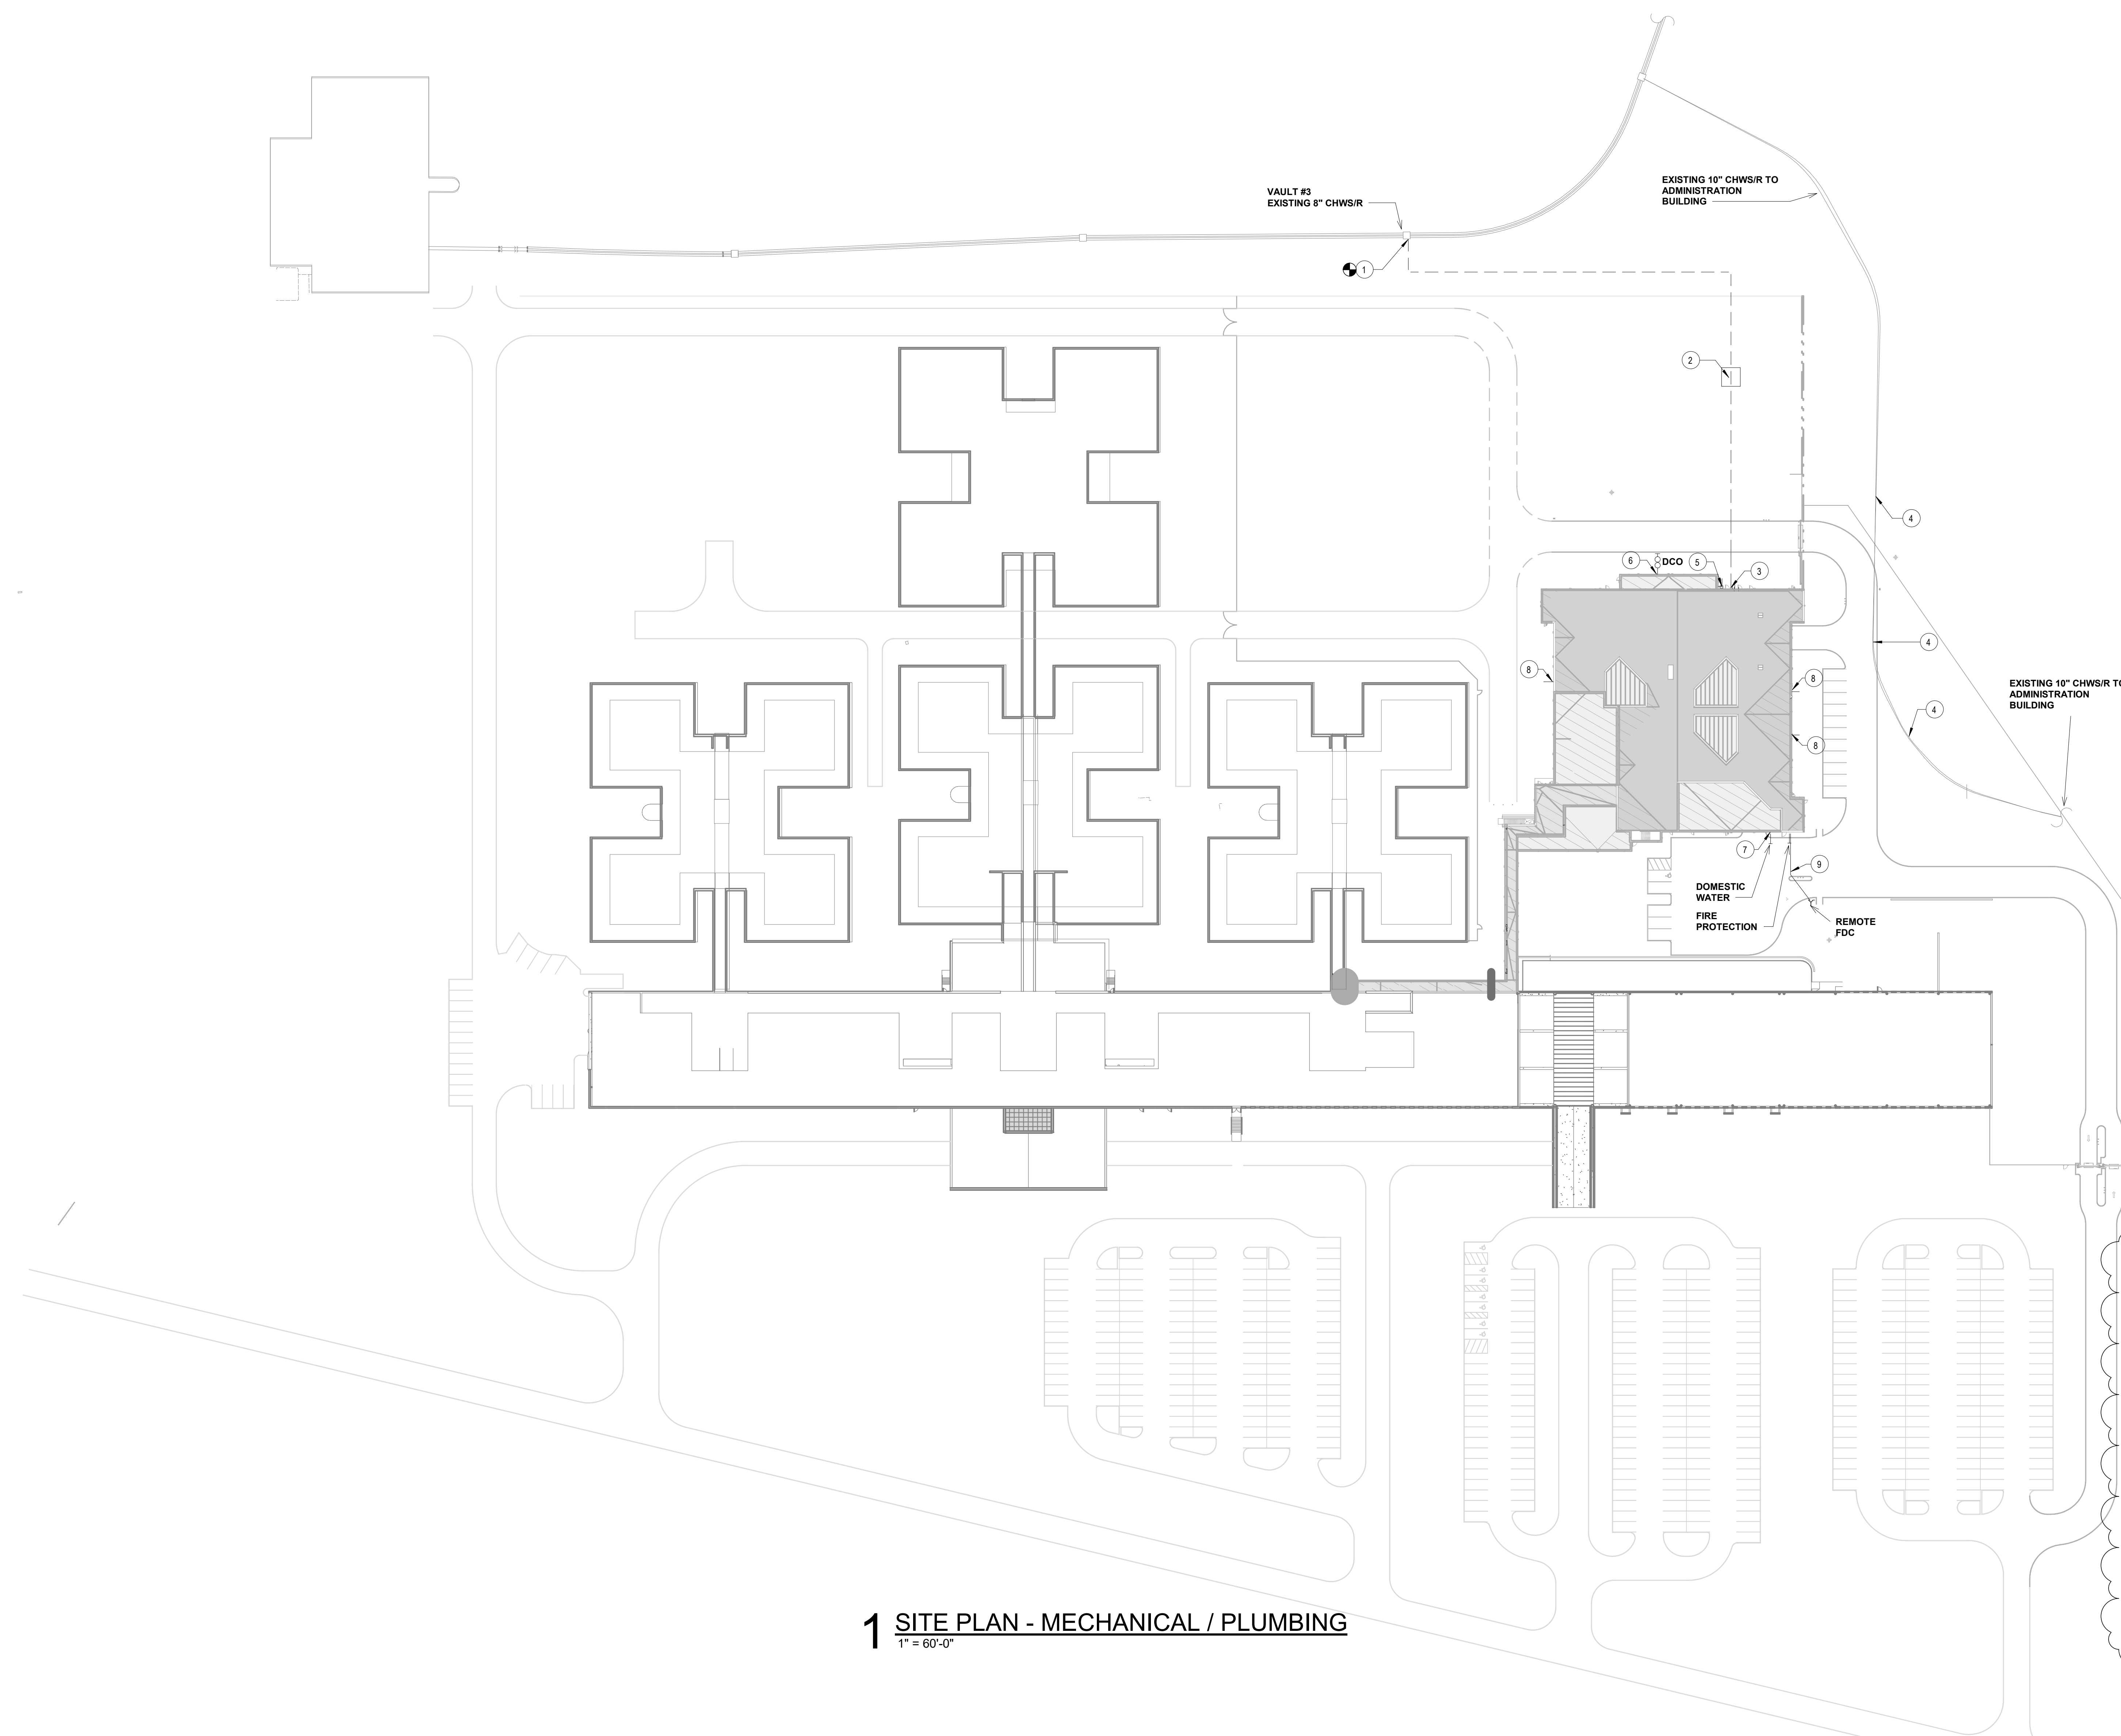 VAULT #3
EXISTING 8" CHWS/R
EXISTING 10" CHWS/R TO
ADMINISTRATION
BUILDING
1
2
4
6
DCO
5
3
4
8
8
EXISTING 10" CHWS/R TO
ADMINISTRATION
BUILDING
4
8
7
9
DOMESTIC
WATER
FIRE
PROTECTION
REMOTE
FDC
1 SITE PLAN - MECHANICAL / PLUMBING
1" = 60'-0"